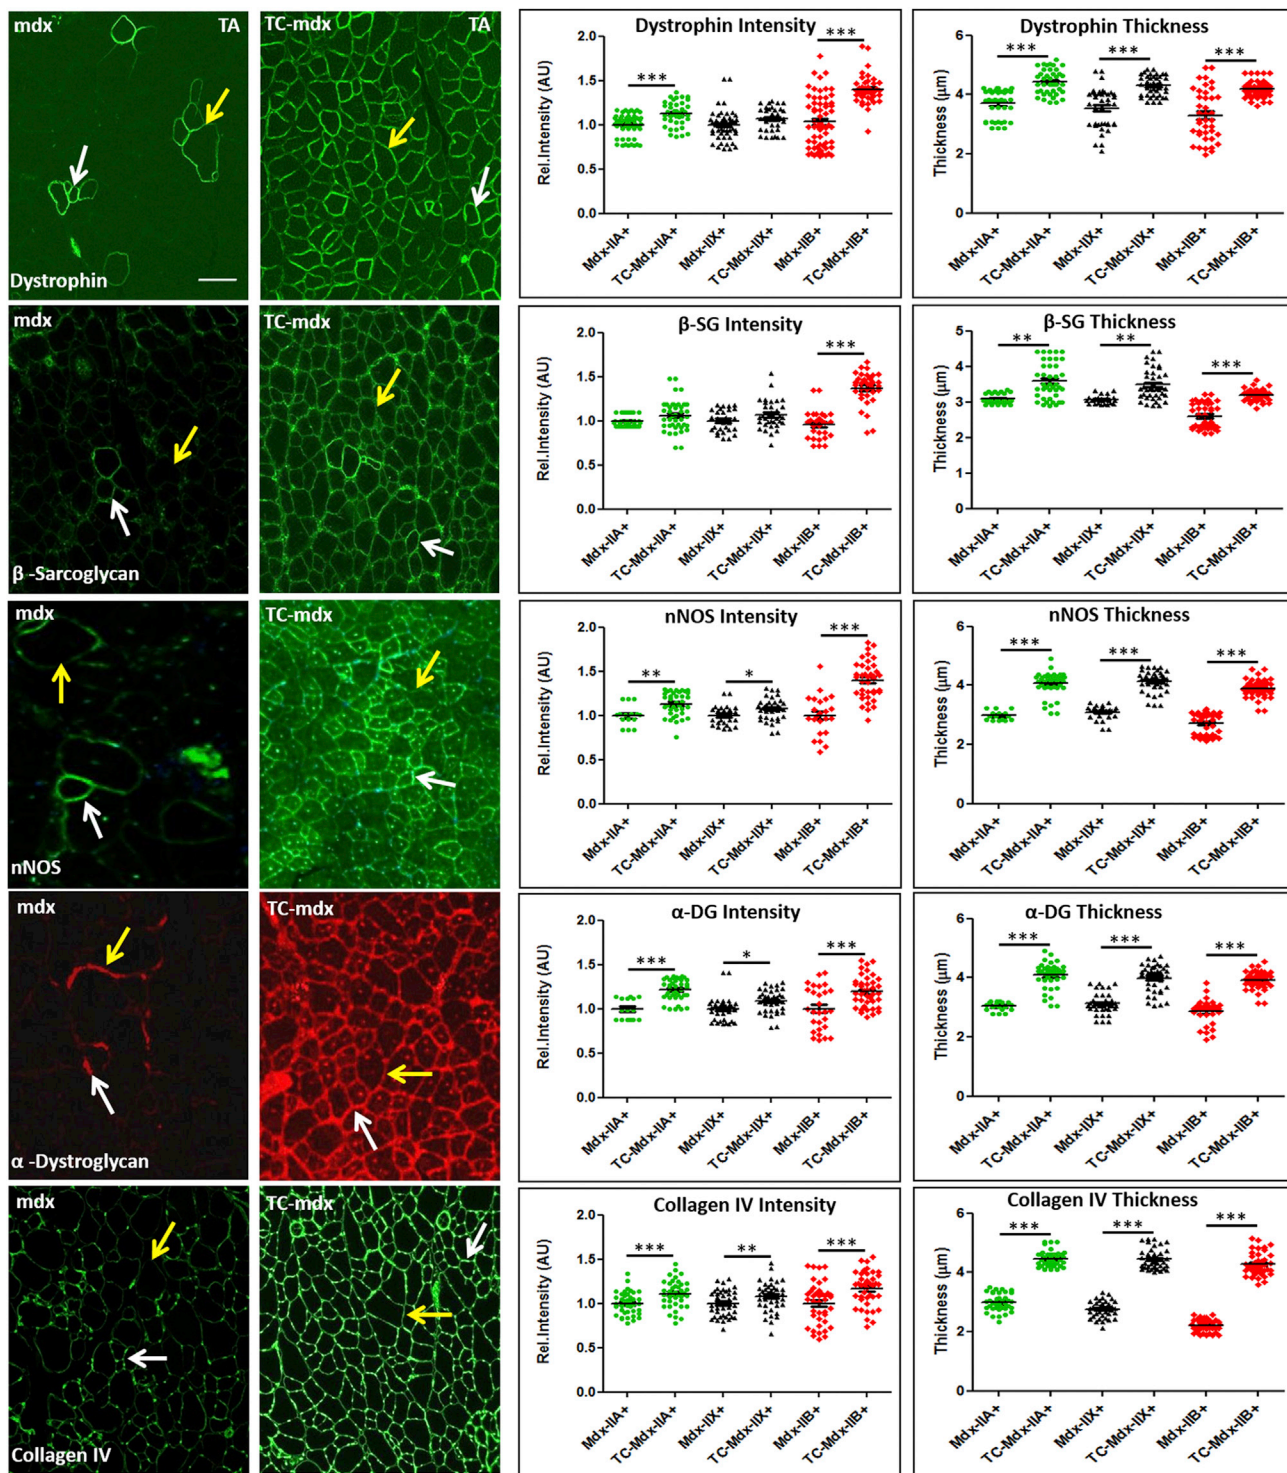 mdx
TA
Dystrophin
TC-mdx
TA
Dystrophin Intensity
Rel.Intensity (AU)
2.0
1.5
1.0
0.5
0.0
***
***
Mdx-IIA+
TC-Mdx-IIA+
Mdx-IIX+
TC-Mdx-IIX+
Mdx-IIB+
TC-Mdx-IIB+
Dystrophin Thickness
Thickness (µm)
6
4
2
0
***
***
***
Mdx-IIA+
TC-Mdx-IIA+
Mdx-IIX+
TC-Mdx-IIX+
Mdx-IIB+
TC-Mdx-IIB+
mdx
β -Sarcoglycan
TC-mdx
β-SG Intensity
Rel.Intensity (AU)
2.0
1.5
1.0
0.5
0.0
***
Mdx-IIA+
TC-Mdx-IIA+
Mdx-IIX+
TC-Mdx-IIX+
Mdx-IIB+
TC-Mdx-IIB+
β-SG Thickness
Thickness (µm)
5
4
3
2
1
0
**
**
***
Mdx-IIA+
TC-Mdx-IIA+
Mdx-IIX+
TC-Mdx-IIX+
Mdx-IIB+
TC-Mdx-IIB+
mdx
nNOS
TC-mdx
nNOS Intensity
Rel.Intensity (AU)
2.0
1.5
1.0
0.5
0.0
**
*
***
Mdx-IIA+
TC-Mdx-IIA+
Mdx-IIX+
TC-Mdx-IIX+
Mdx-IIB+
TC-Mdx-IIB+
nNOS Thickness
Thickness (µm)
6
4
2
0
***
***
***
Mdx-IIA+
TC-Mdx-IIA+
Mdx-IIX+
TC-Mdx-IIX+
Mdx-IIB+
TC-Mdx-IIB+
mdx
α -Dystroglycan
TC-mdx
α-DG Intensity
Rel.Intensity (AU)
2.0
1.5
1.0
0.5
0.0
***
*
***
Mdx-IIA+
TC-Mdx-IIA+
Mdx-IIX+
TC-Mdx-IIX+
Mdx-IIB+
TC-Mdx-IIB+
α-DG Thickness
Thickness (µm)
6
4
2
0
***
***
***
Mdx-IIA+
TC-Mdx-IIA+
Mdx-IIX+
TC-Mdx-IIX+
Mdx-IIB+
TC-Mdx-IIB+
mdx
Collagen IV
TC-mdx
Collagen IV Intensity
Rel.Intensity (AU)
2.0
1.5
1.0
0.5
0.0
***
**
***
Mdx-IIA+
TC-Mdx-IIA+
Mdx-IIX+
TC-Mdx-IIX+
Mdx-IIB+
TC-Mdx-IIB+
Collagen IV Thickness
Thickness (µm)
6
4
2
0
***
***
***
Mdx-IIA+
TC-Mdx-IIA+
Mdx-IIX+
TC-Mdx-IIX+
Mdx-IIB+
TC-Mdx-IIB+